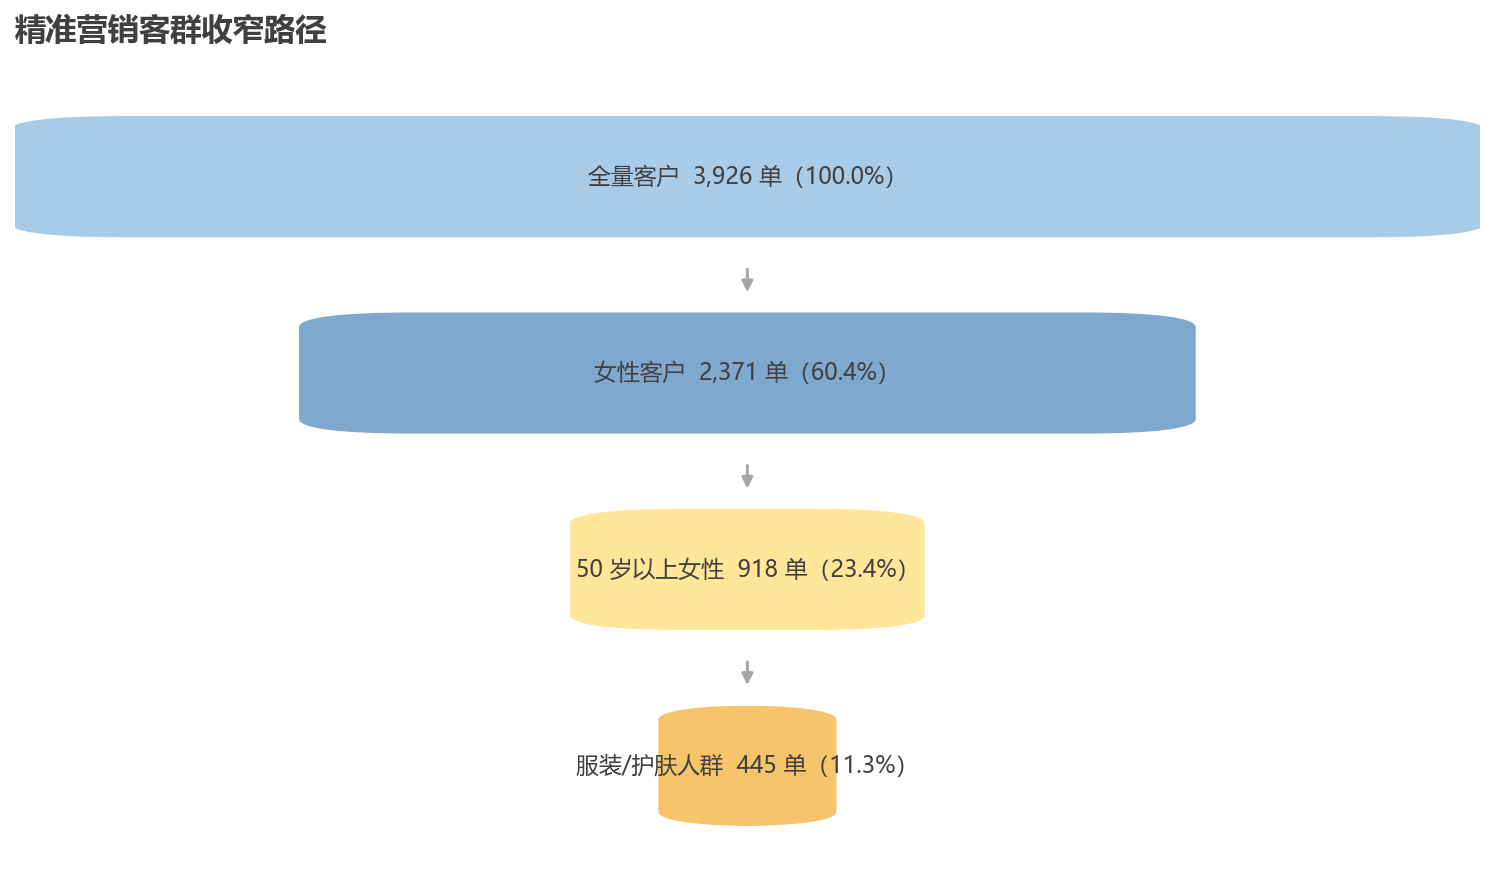 精准营销客群收窄路径
全量客户 3,926 单（100.0%）
女性客户 2,371 单（60.4%）
50 岁以上女性 918 单（23.4%）
服装/护肤人群 445 单（11.3%）